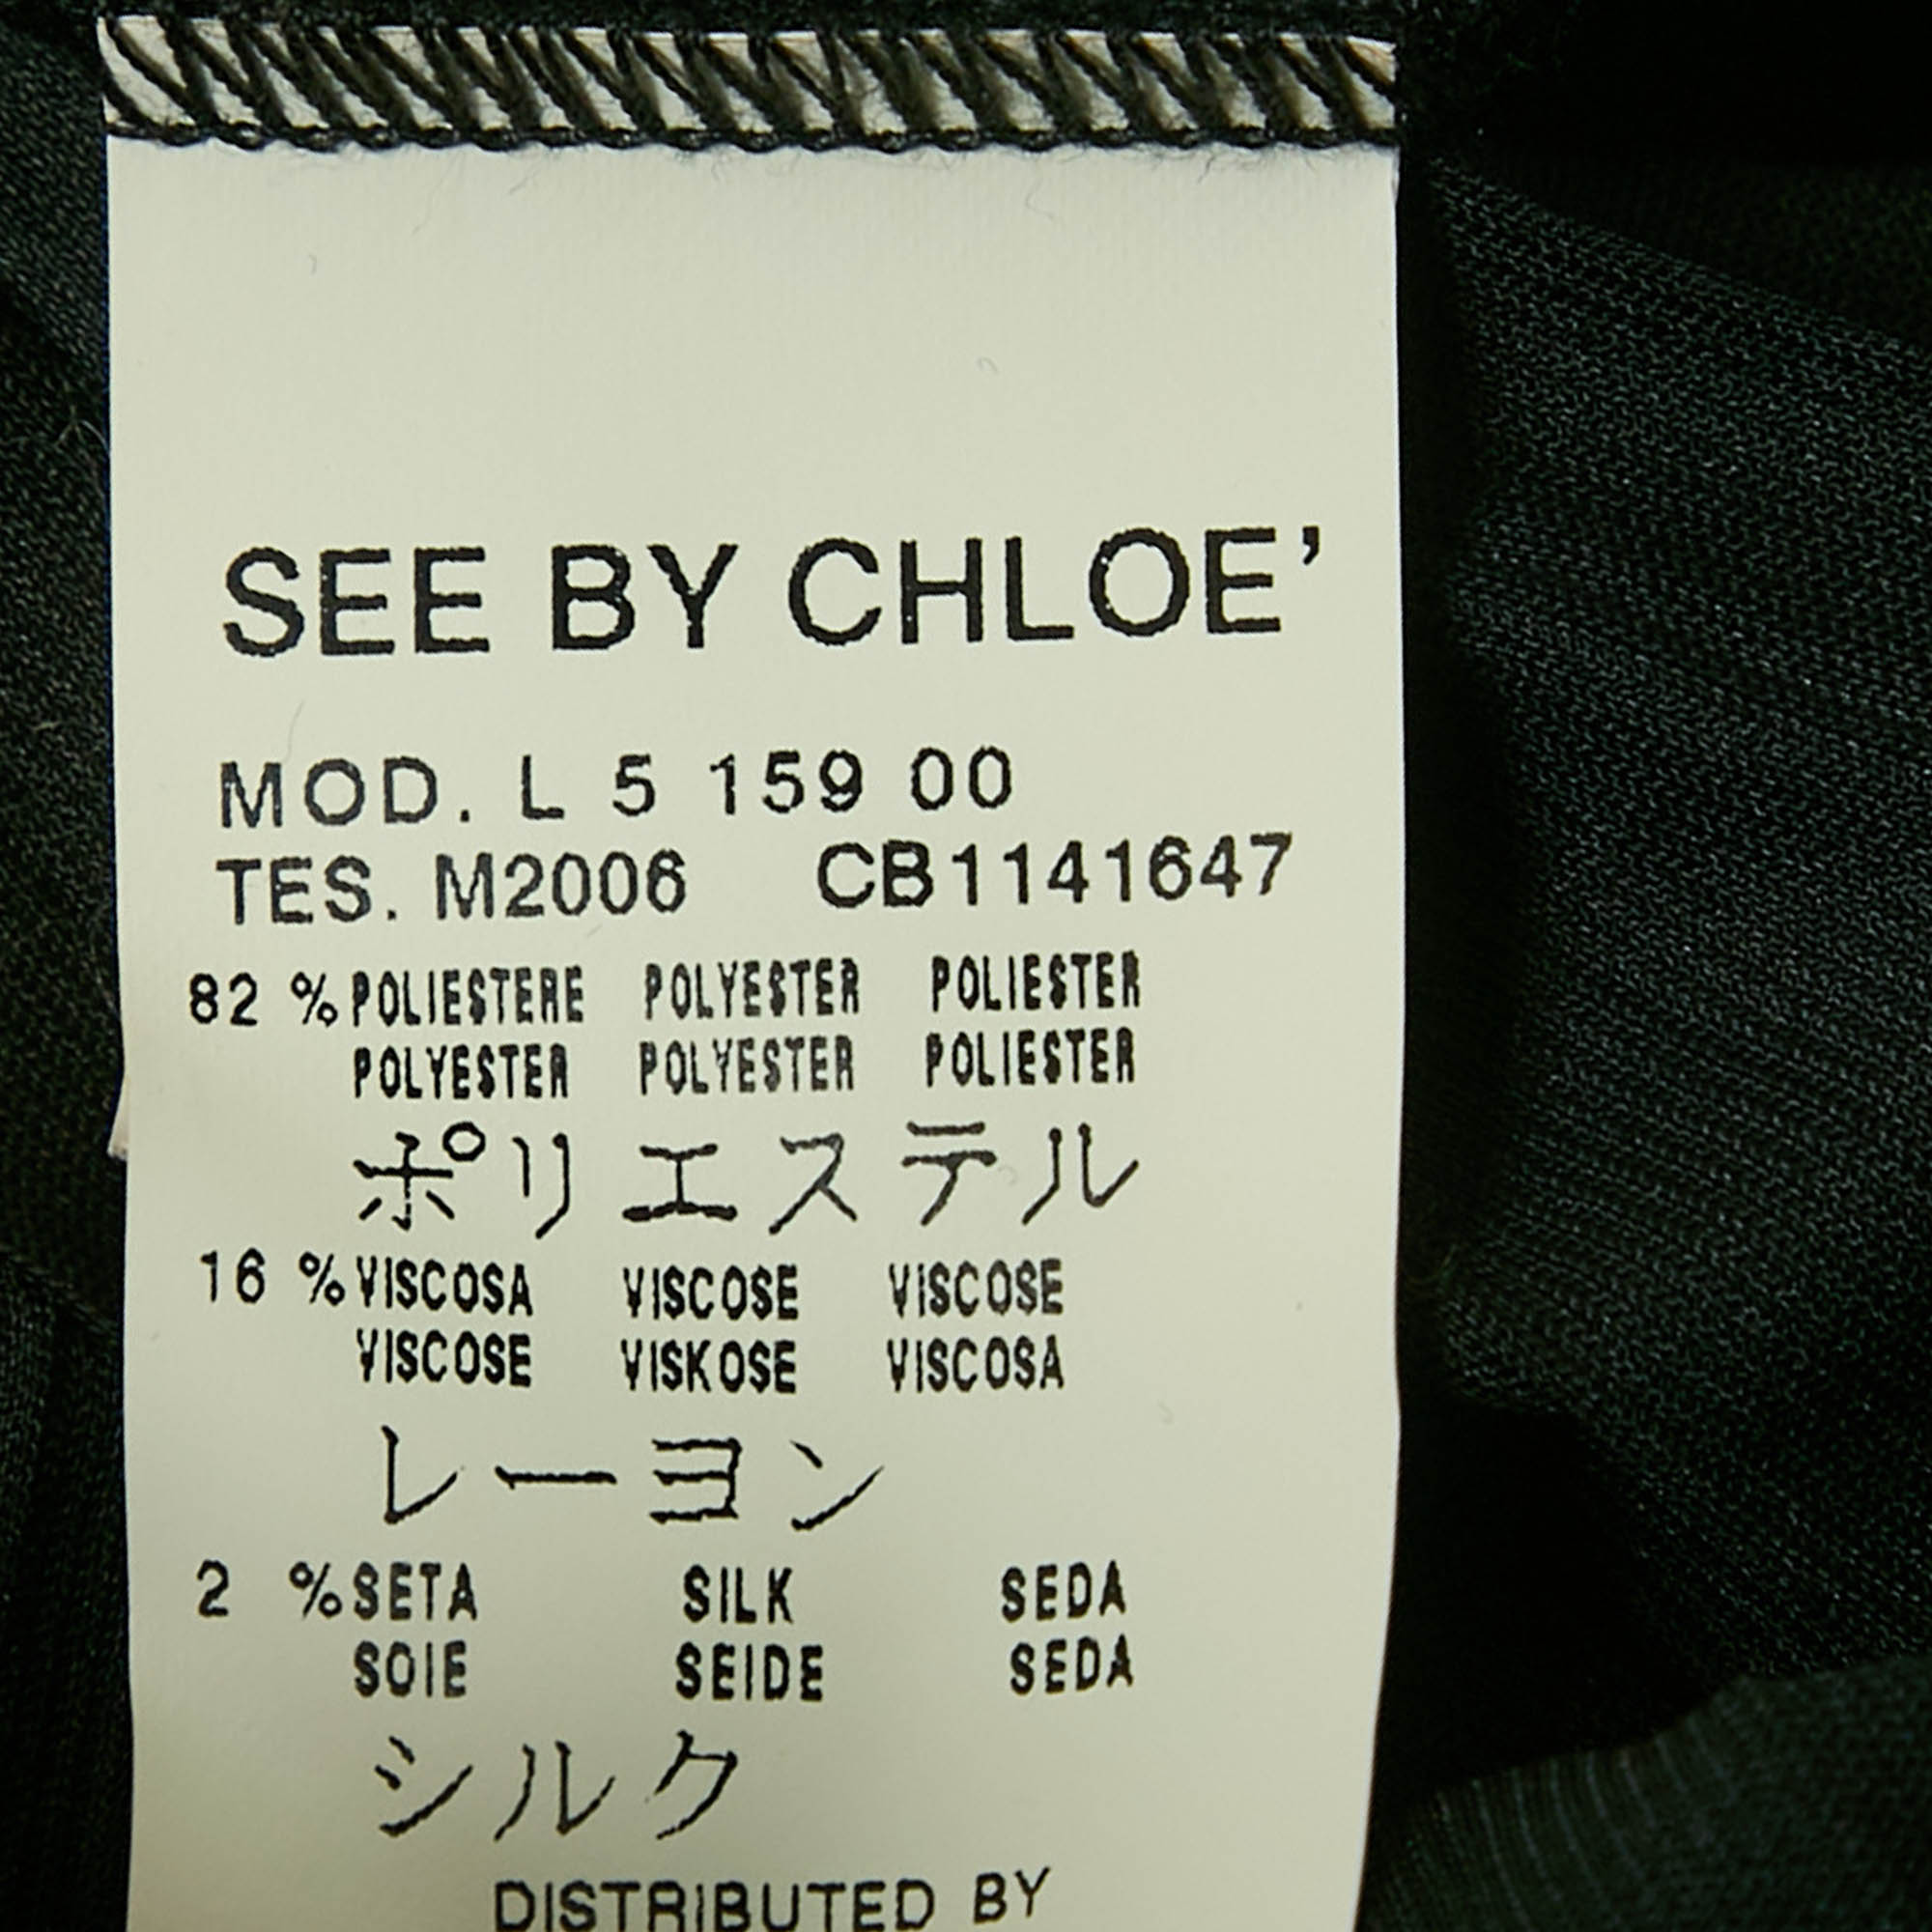 SEE BY CHLOE’
MOD. L 5 159 00
TES. M2006 CB1141647
82 % POLIESTERE POLYESTER POLIESTER
POLYESTER POLYESTER POLIESTER
ポリエステル
16 % VISCOSA VISCOSE VISCOSE
VISCOSE VISKOSE VISCOSA
レーヨン
2 % SETA SILK SEDA
SOIE SEIDE SEDA
シルク
DISTRIBUTED BY